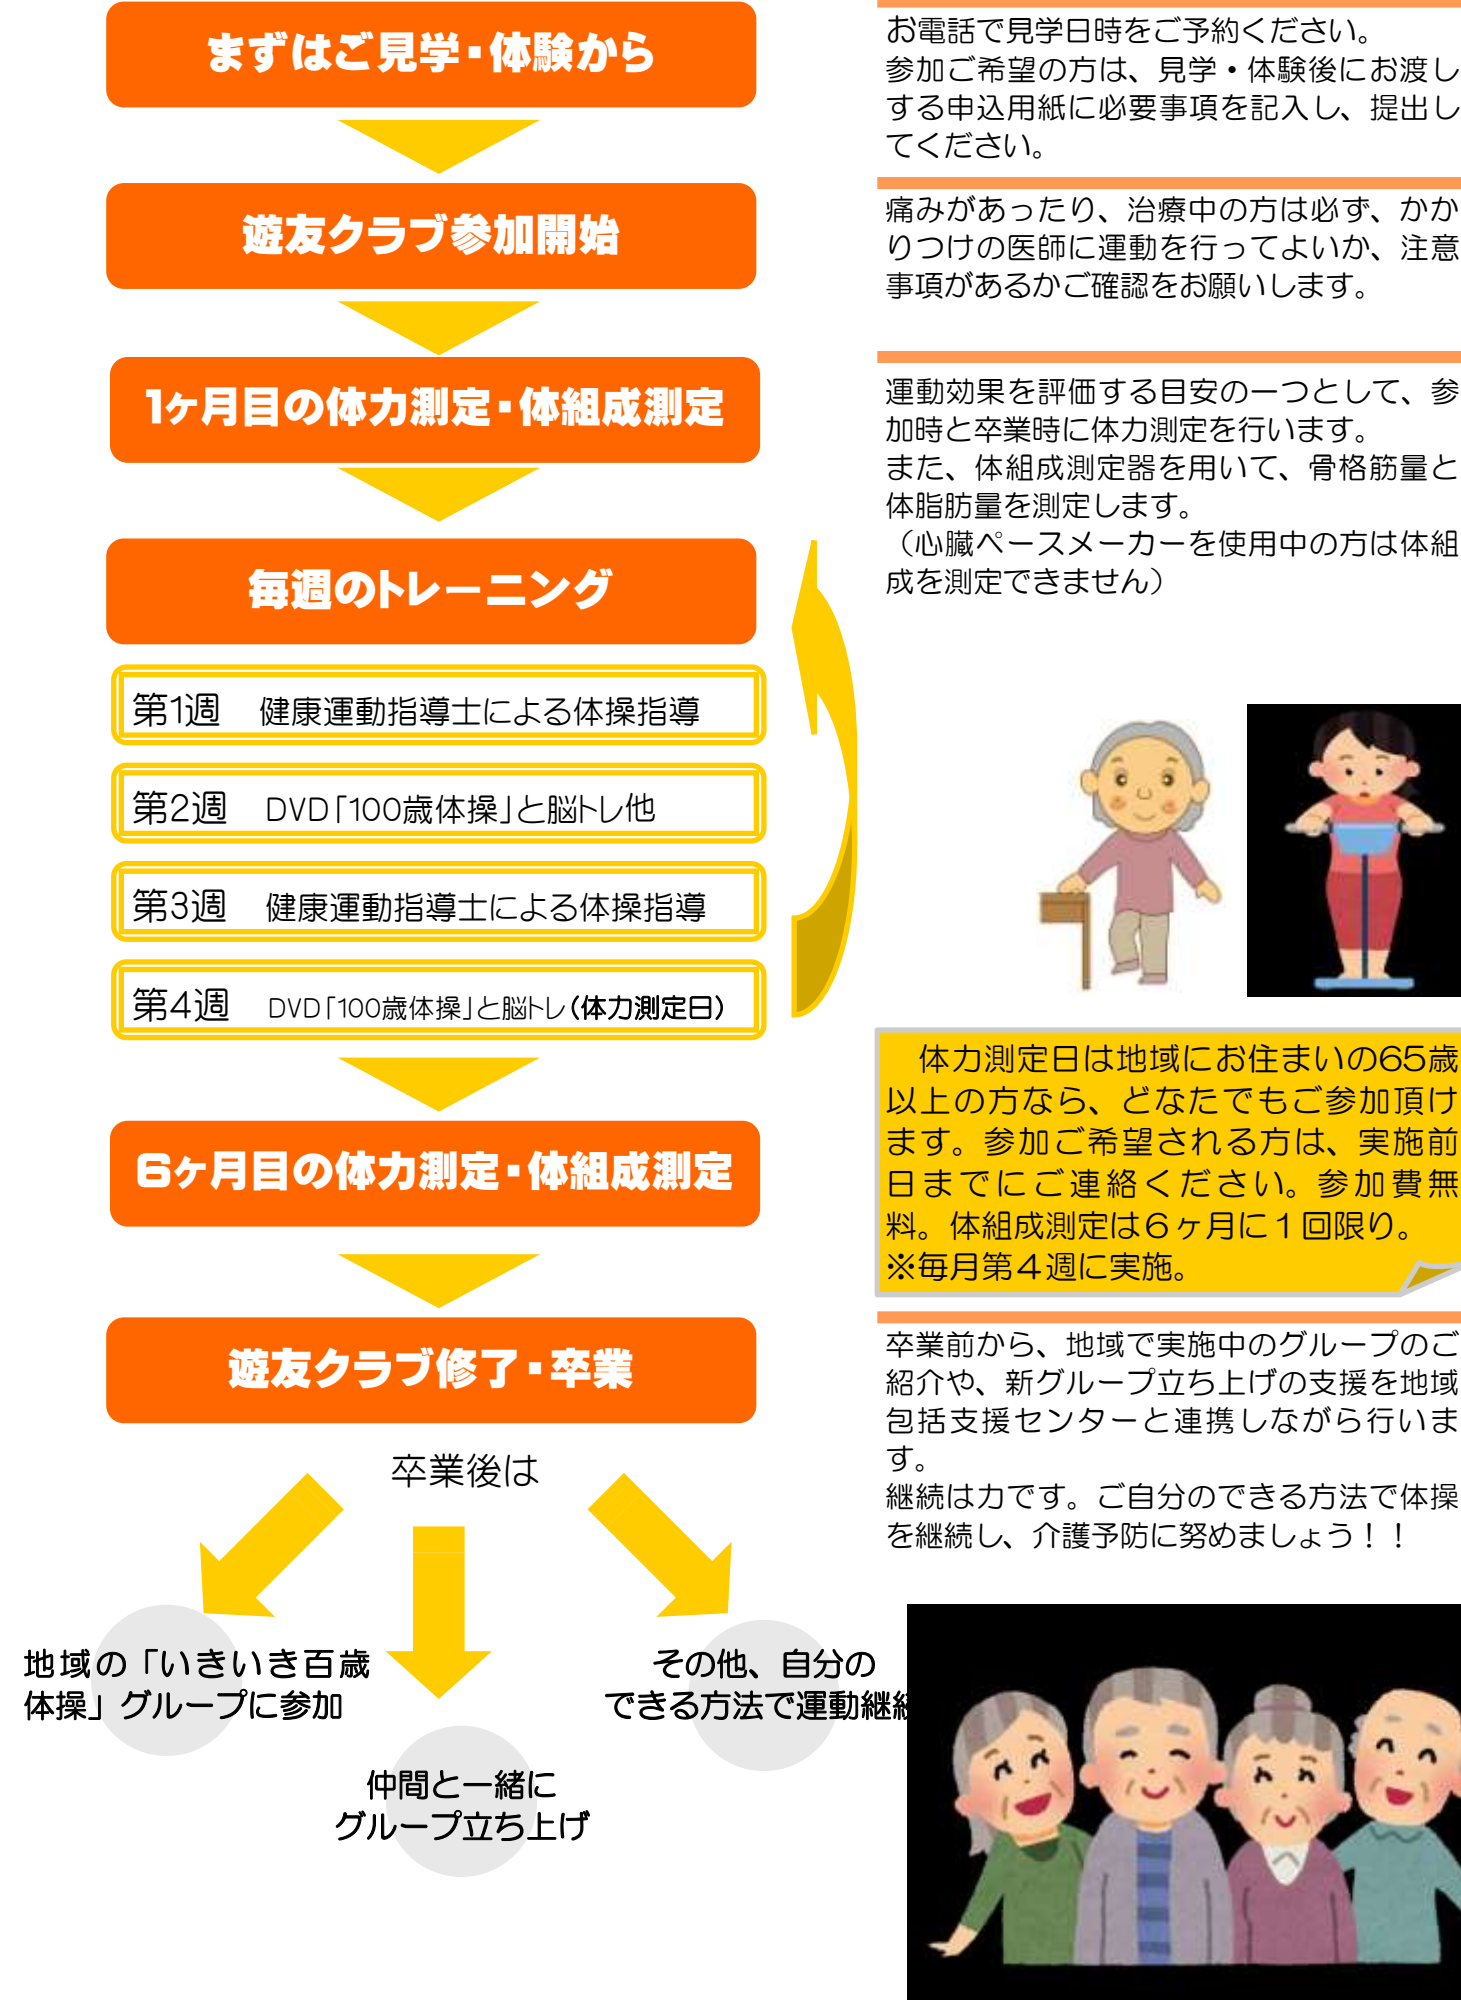 まずはご見学・体験から
お電話で見学日時をご予約ください。
参加ご希望の方は、見学・体験後にお渡し
する申込用紙に必要事項を記入し、提出し
てください。
遊友クラブ参加開始
痛みがあったり、治療中の方は必ず、かか
りつけの医師に運動を行ってよいか、注意
事項があるかご確認をお願いします。
1ヶ月目の体力測定・体組成測定
運動効果を評価する目安の一つとして、参
加時と卒業時に体力測定を行います。
また、体組成測定器を用いて、骨格筋量と
体脂肪量を測定します。
（心臓ペースメーカーを使用中の方は体組
成を測定できません）
毎週のトレーニング
第1週　健康運動指導士による体操指導
第2週　DVD「100歳体操」と脳トレ他
第3週　健康運動指導士による体操指導
第4週　DVD「100歳体操」と脳トレ(体力測定日)
体力測定日は地域にお住まいの65歳
以上の方なら、どなたでもご参加頂け
ます。参加ご希望される方は、実施前
日までにご連絡ください。参加費無
料。体組成測定は６ヶ月に１回限り。
※毎月第４週に実施。
6ヶ月目の体力測定・体組成測定
遊友クラブ修了・卒業
卒業前から、地域で実施中のグループのご
紹介や、新グループ立ち上げの支援を地域
包括支援センターと連携しながら行いま
す。
継続は力です。ご自分のできる方法で体操
を継続し、介護予防に努めましょう！！
卒業後は
地域の「いきいき百歳
体操」グループに参加
仲間と一緒に
グループ立ち上げ
その他、自分の
できる方法で運動継続